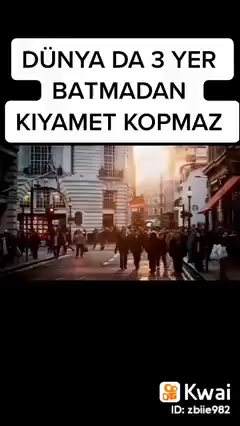 DÜNYA DA 3 YER
BATMADAN
KIYAMET KOPMAZ
Kwai
ID: zbiie982